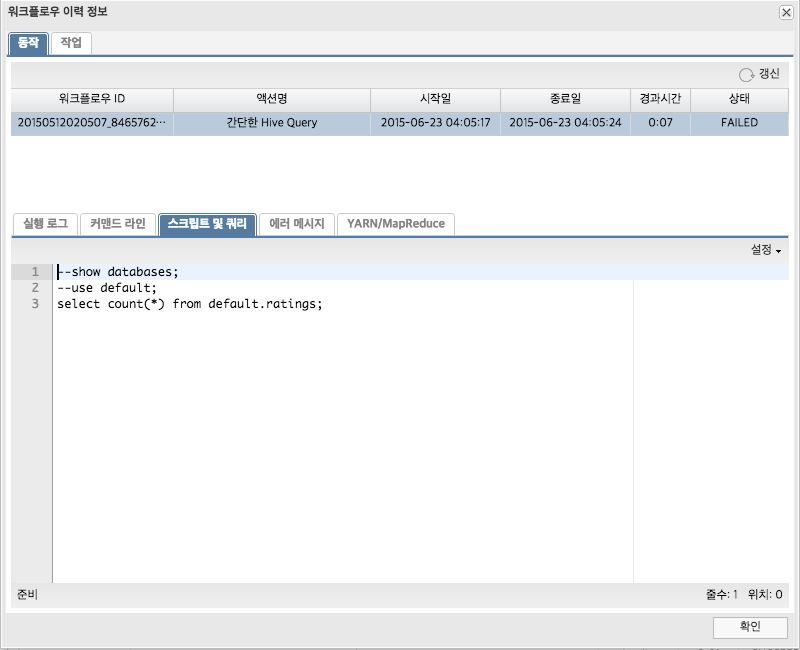 워크플로우 이력 정보
동작 작업
갱신
워크플로우 ID 액션명 시작일 종료일 경과시간 상태
20150512020507_8465762··· 간단한 Hive Query 2015-06-23 04:05:17 2015-06-23 04:05:24 0:07 FAILED
실행 로그 커맨드 라인 스크립트 및 쿼리 에러 메시지 YARN/MapReduce
설정
1 --show databases;
2 --use default;
3 select count(*) from default.ratings;
준비 줄수: 1 위치: 0
확인